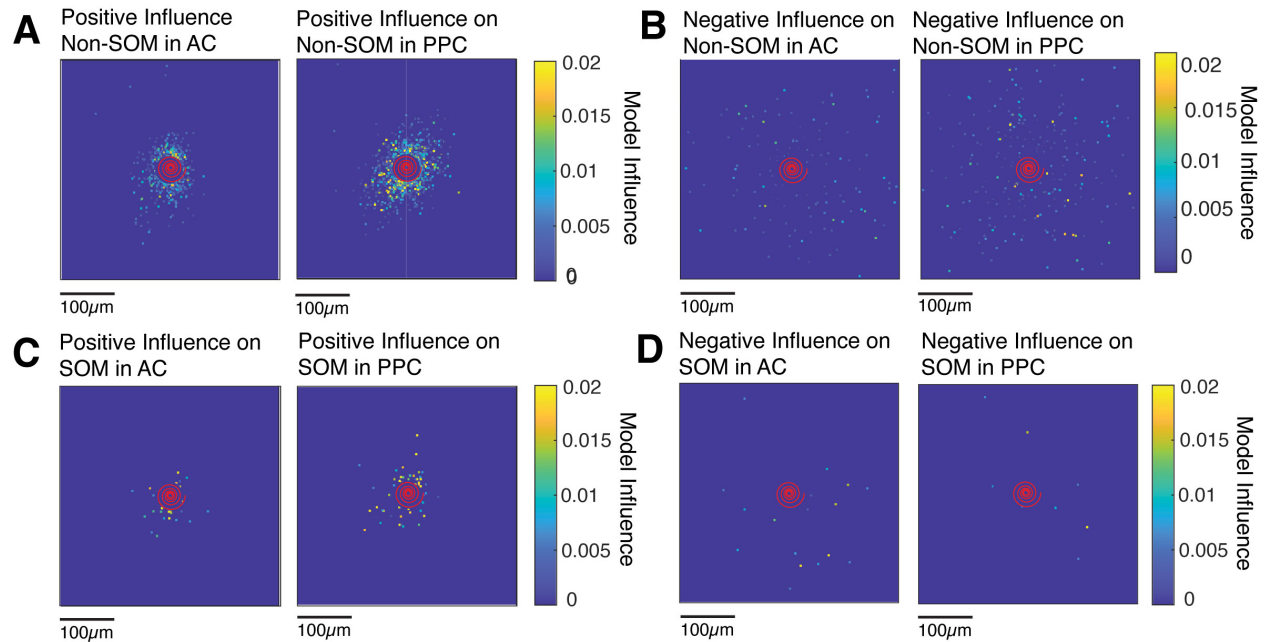 A
Positive Influence
Non-SOM in AC
Positive Influence on
Non-SOM in PPC
0.02
0.015
0.01
0.005
0
0
Model Influence
100µm
100µm
B
Negative Influence on
Non-SOM in AC
Negative Influence on
Non-SOM in PPC
0.02
0.015
0.01
0.005
0
Model Influence
100µm
100µm
C
Positive Influence on
SOM in AC
Positive Influence on
SOM in PPC
0.02
0.015
0.01
0.005
0
Model Influence
100µm
100µm
D
Negative Influence on
SOM in AC
Negative Influence on
SOM in PPC
0.02
0.015
0.01
0.005
0
Model Influence
100µm
100µm